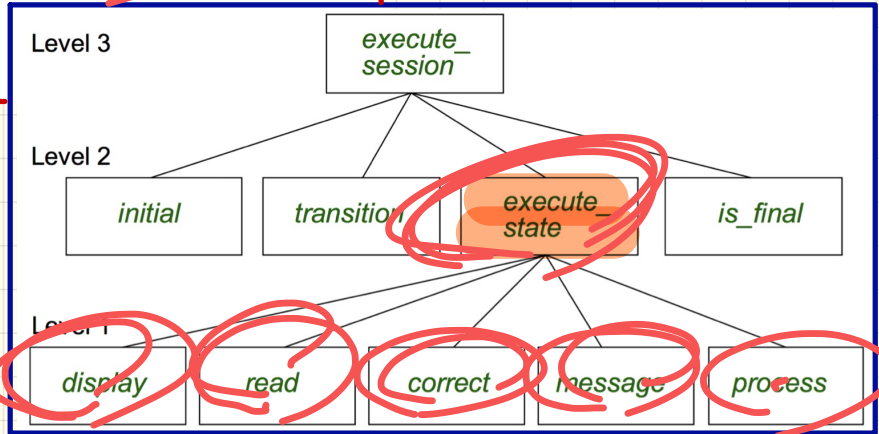 Level 3
execute_
session
Level 2
initial
transition
execute_
state
is_final
Level 1
display
read
correct
message
process